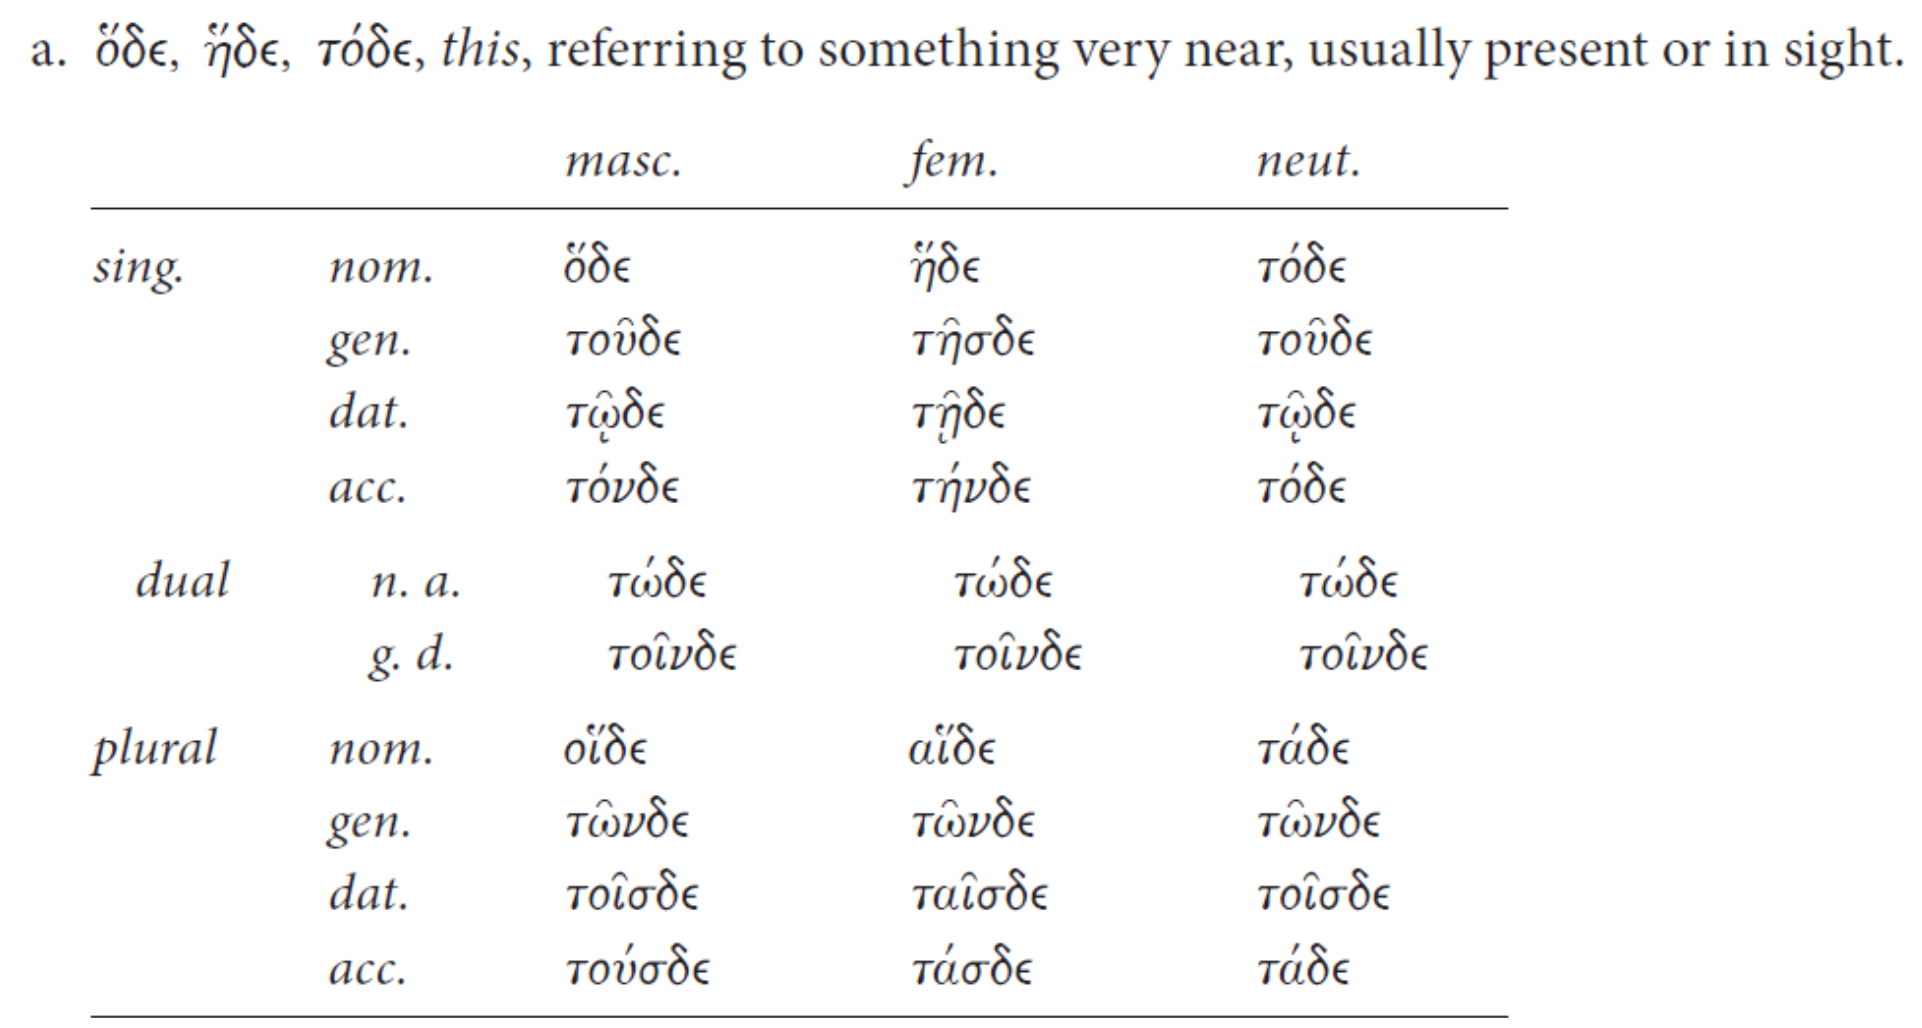 a. ὅδε, ἥδε, τόδε, this, referring to something very near, usually present or in sight.
masc. fem. neut.
sing. nom. ὅδε ἥδε τόδε
gen. τοῦδε τῆσδε τοῦδε
dat. τῷδε τῇδε τῷδε
acc. τόνδε τήνδε τόδε
dual n. a. τώδε τώδε τώδε
g. d. τοῖνδε τοῖνδε τοῖνδε
plural nom. οἵδε αἵδε τάδε
gen. τῶνδε τῶνδε τῶνδε
dat. τοῖσδε ταῖσδε τοῖσδε
acc. τούσδε τάσδε τάδε